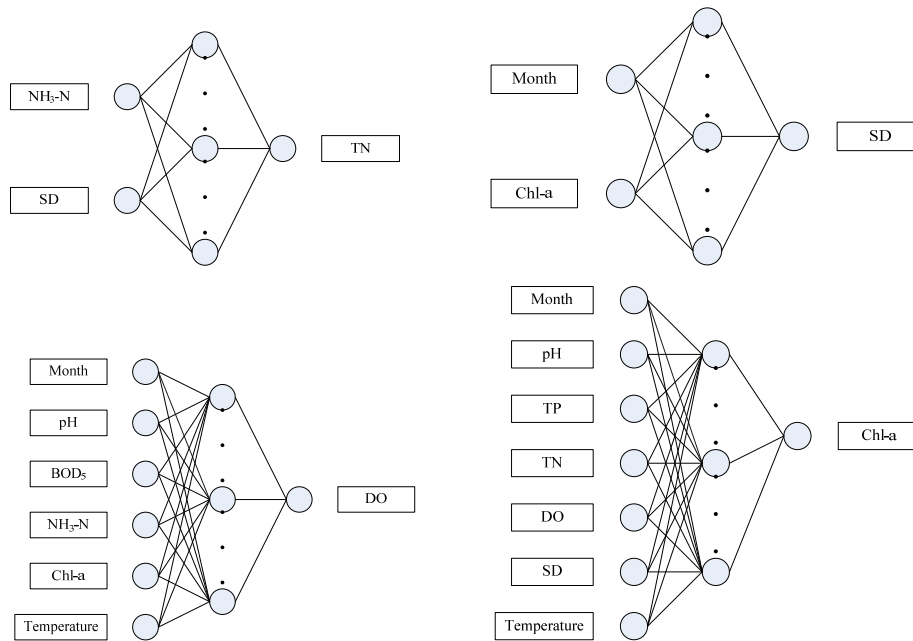 NH₃-N
SD
TN
Month
Chl-a
SD
Month
pH
BOD₅
NH₃-N
Chl-a
Temperature
DO
Month
pH
TP
TN
DO
SD
Temperature
Chl-a